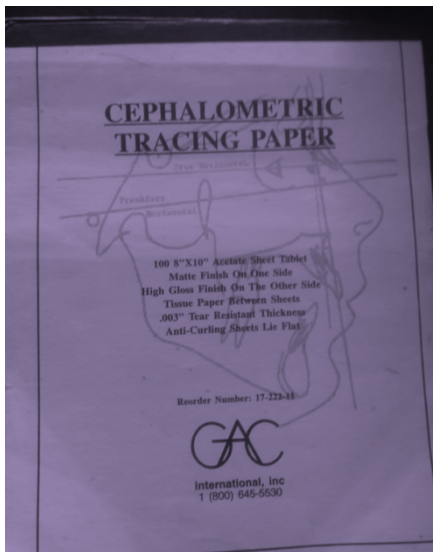 CEPHALOMETRIC
TRACING PAPER
True Horizontal
Frankfort
Horizontal
100 8"X10" Acetate Sheet Tablet
Matte Finish On One Side
High Gloss Finish On The Other Side
Tissue Paper Between Sheets
.003" Tear Resistant Thickness
Anti-Curling Sheets Lie Flat
Reorder Number: 17-222-11
GAC
International, Inc
1 (800) 645-5530